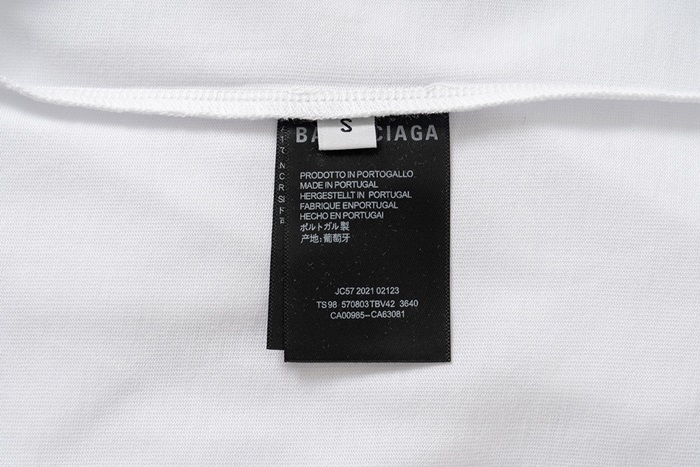 S
BA CIAGA
PRODOTTO IN PORTOGALLO
MADE IN PORTUGAL
HERGESTELLT IN PORTUGAL
FABRIQUE ENPORTUGAL
HECHO EN PORTUGAI
ポルトガル製
产地:葡萄牙
JC57 2021 02123
TS98 570803TBV42 3640
CA00985-CA63081